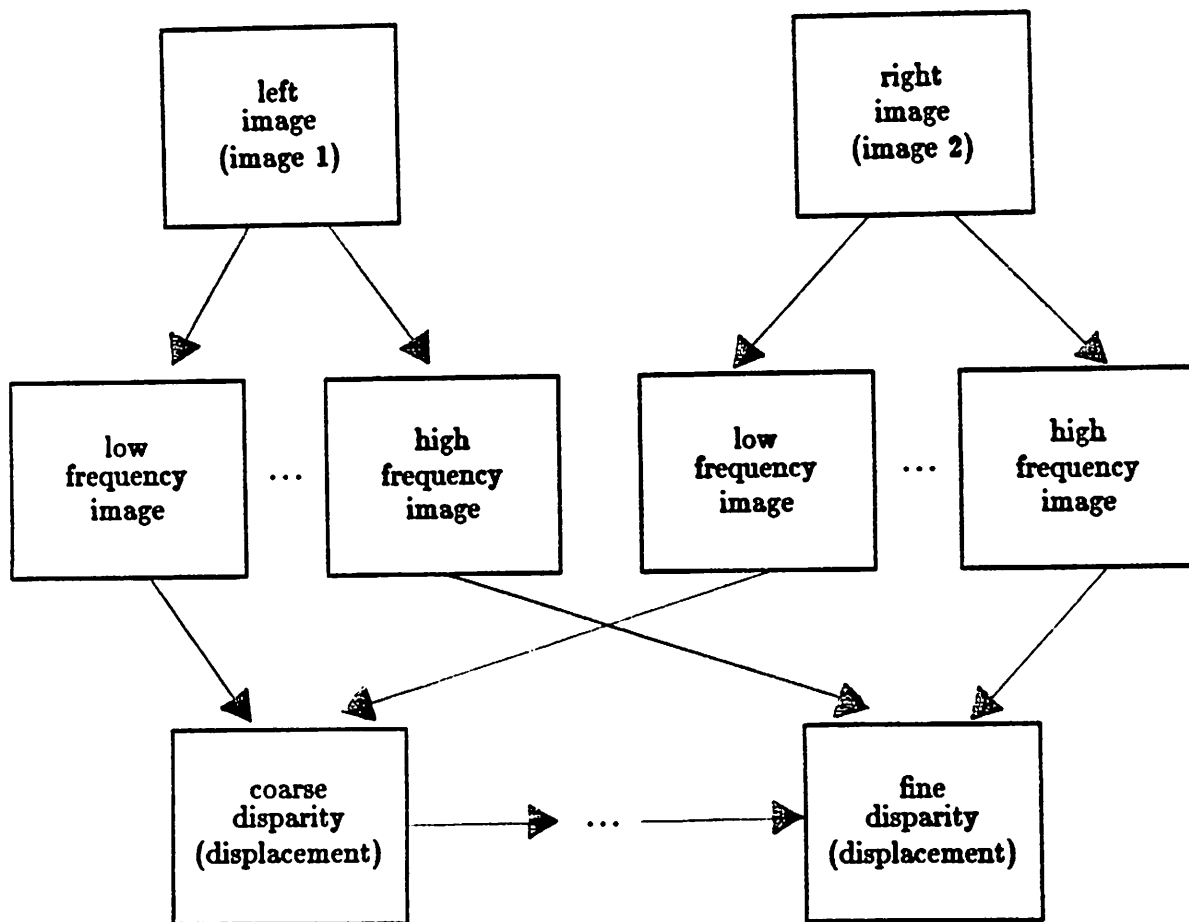 left
image
(image 1)
right
image
(image 2)
low
frequency
image
...
high
frequency
image
low
frequency
image
...
high
frequency
image
coarse
disparity
(displacement)
...
fine
disparity
(displacement)